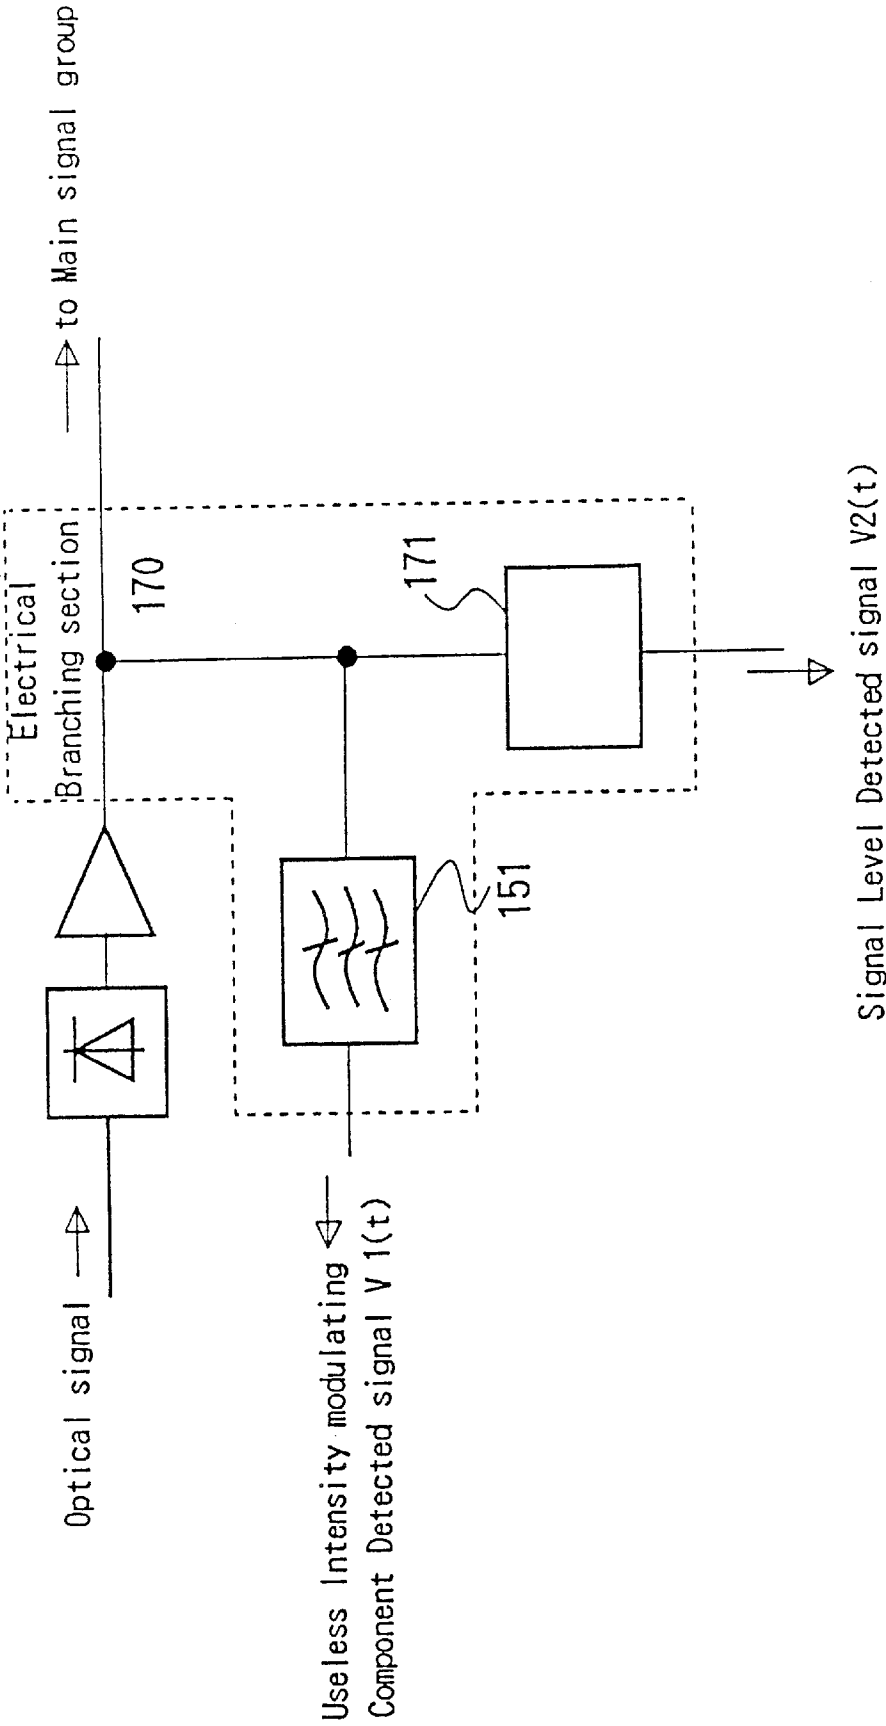 Optical signal
to Main signal group
Electrical
Branching section
170
171
151
Useless Intensity modulating
Component Detected signal V 1(t)
Signal Level Detected signal V2(t)